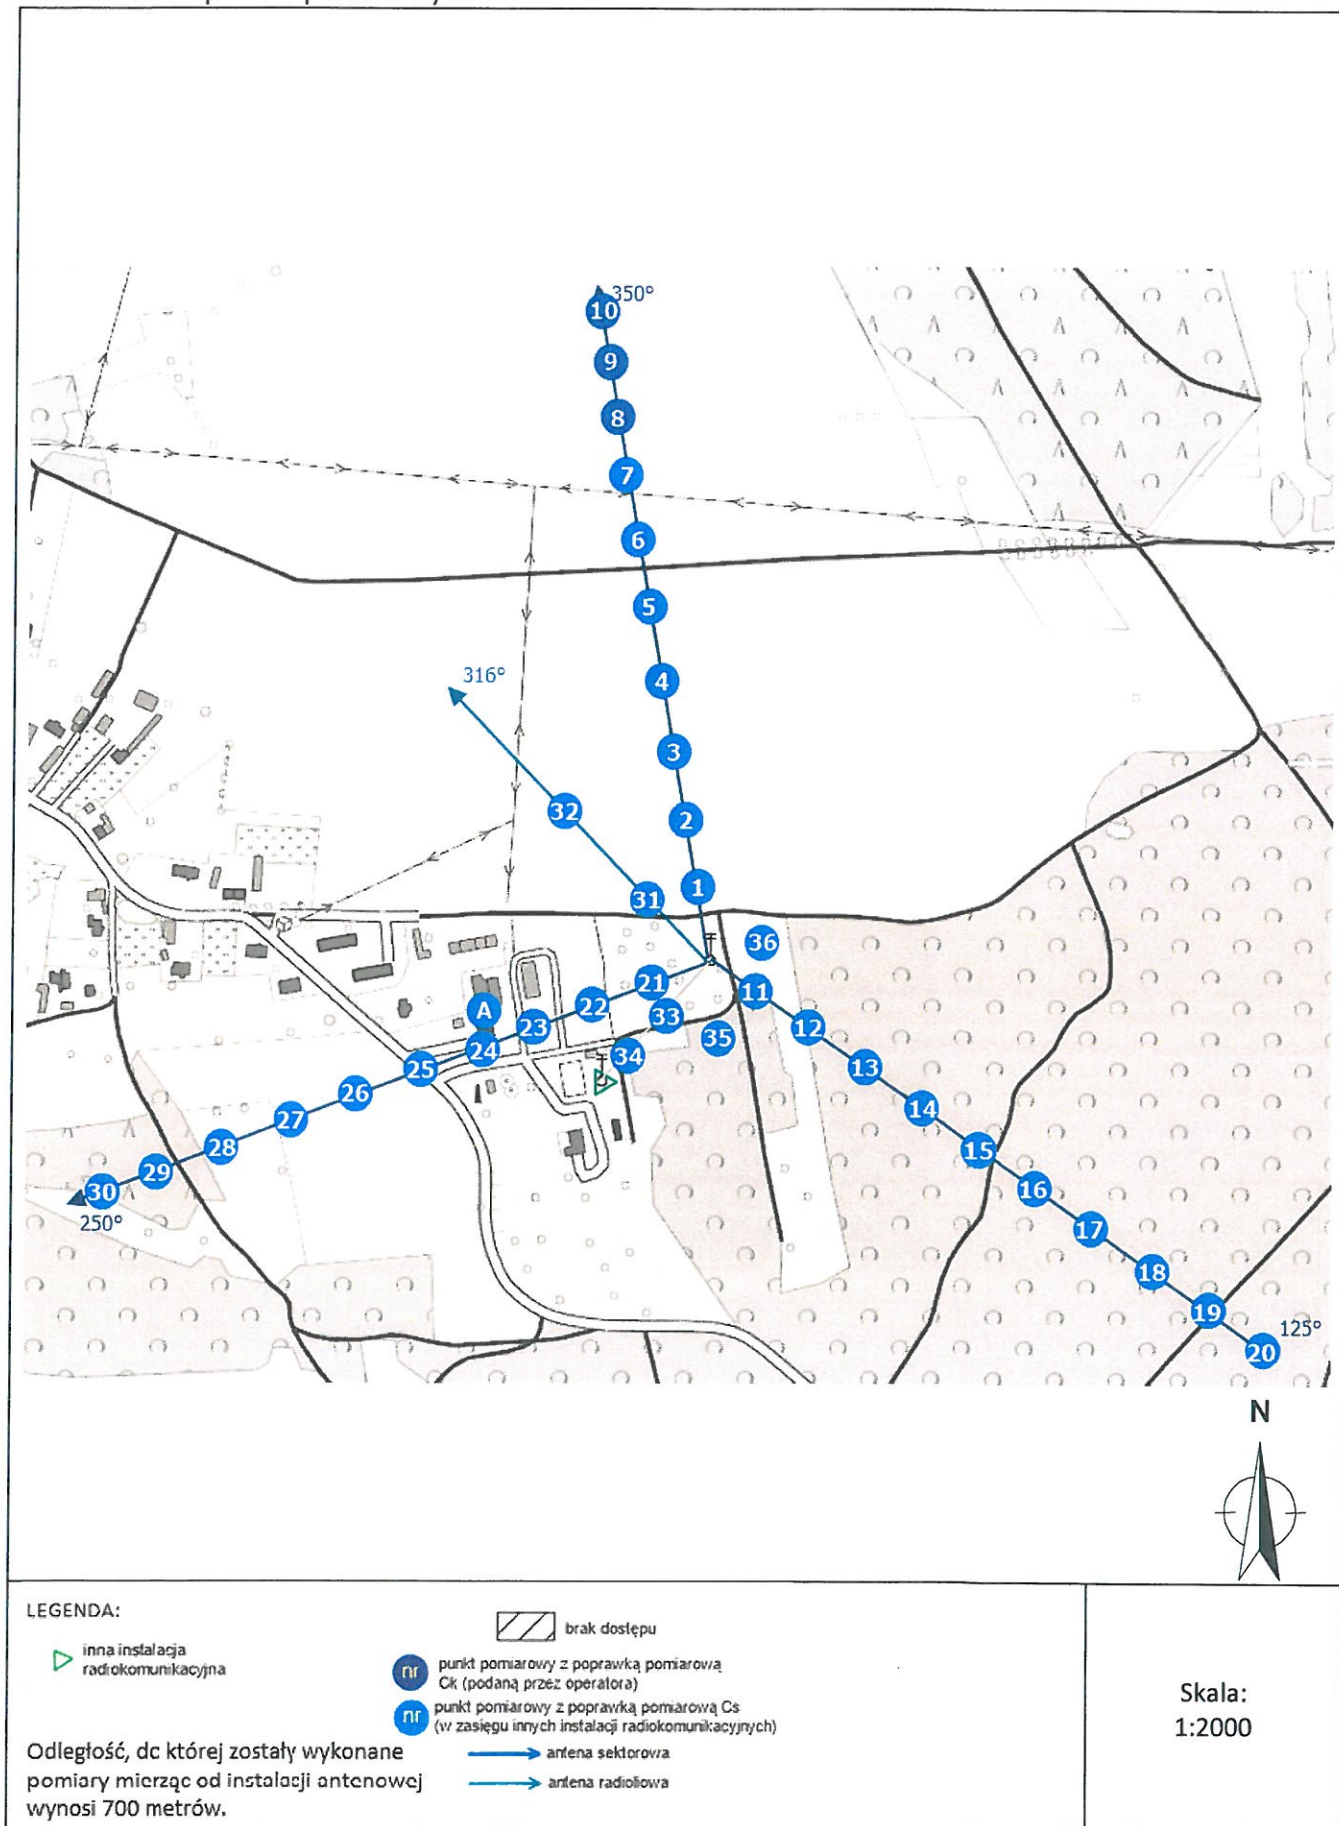 350°
10
9
8
7
6
5
4
316°
3
32
2
1
31
36
21
11
A
22
33
12
23
35
24
34
25
13
26
14
27
28
15
29
30
16
250°
17
18
19
125°
20
N
LEGENDA:
inna instalacja
radiokomunikacyjna
brak dostępu
nr
punkt pomiarowy z poprawką pomiarową
Ck (podaną przez operatora)
nr
punkt pomiarowy z poprawką pomiarową Cs
(w zasięgu innych instalacji radiokomunikacyjnych)
antena sektorowa
antena radioliowa
Odległość, dc której zostały wykonane
pomiary mierząc od instalacji antenowej
wynosi 700 metrów.
Skala:
1:2000